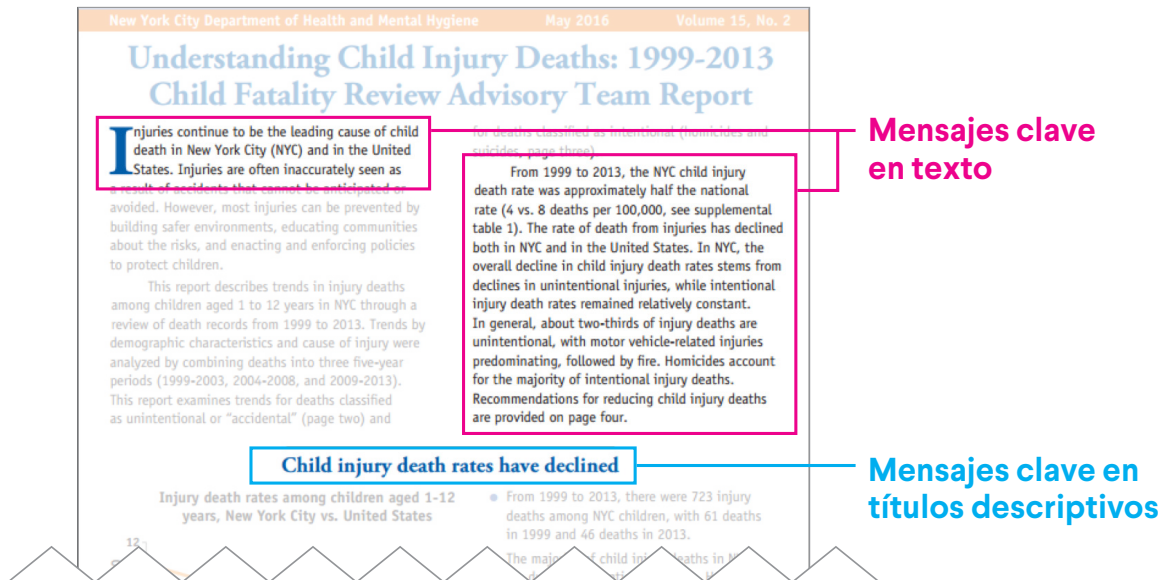 New York City Department of Health and Mental Hygiene May 2016 Volume 15, No. 2
Understanding Child Injury Deaths: 1999-2013
Child Fatality Review Advisory Team Report
Injuries continue to be the leading cause of child
death in New York City (NYC) and in the United
States. Injuries are often inaccurately seen as
a result of accidents that cannot be anticipated or
avoided. However, most injuries can be prevented by
building safer environments, educating communities
about the risks, and enacting and enforcing policies
to protect children.
This report describes trends in injury deaths
among children aged 1 to 12 years in NYC through a
review of death records from 1999 to 2013. Trends by
demographic characteristics and cause of injury were
analyzed by combining deaths into three five-year
periods (1999-2003, 2004-2008, and 2009-2013).
This report examines trends for deaths classified
as unintentional or “accidental” (page two) and
for deaths classified as intentional (homicides and
suicides, page three).
From 1999 to 2013, the NYC child injury
death rate was approximately half the national
rate (4 vs. 8 deaths per 100,000, see supplemental
table 1). The rate of death from injuries has declined
both in NYC and in the United States. In NYC, the
overall decline in child injury death rates stems from
declines in unintentional injuries, while intentional
injury death rates remained relatively constant.
In general, about two-thirds of injury deaths are
unintentional, with motor vehicle-related injuries
predominating, followed by fire. Homicides account
for the majority of intentional injury deaths.
Recommendations for reducing child injury deaths
are provided on page four.
Mensajes clave
en texto
Child injury death rates have declined
Mensajes clave en
títulos descriptivos
Injury death rates among children aged 1-12
years, New York City vs. United States
12
• From 1999 to 2013, there were 723 injury
deaths among NYC children, with 61 deaths
in 1999 and 46 deaths in 2013.
The of child